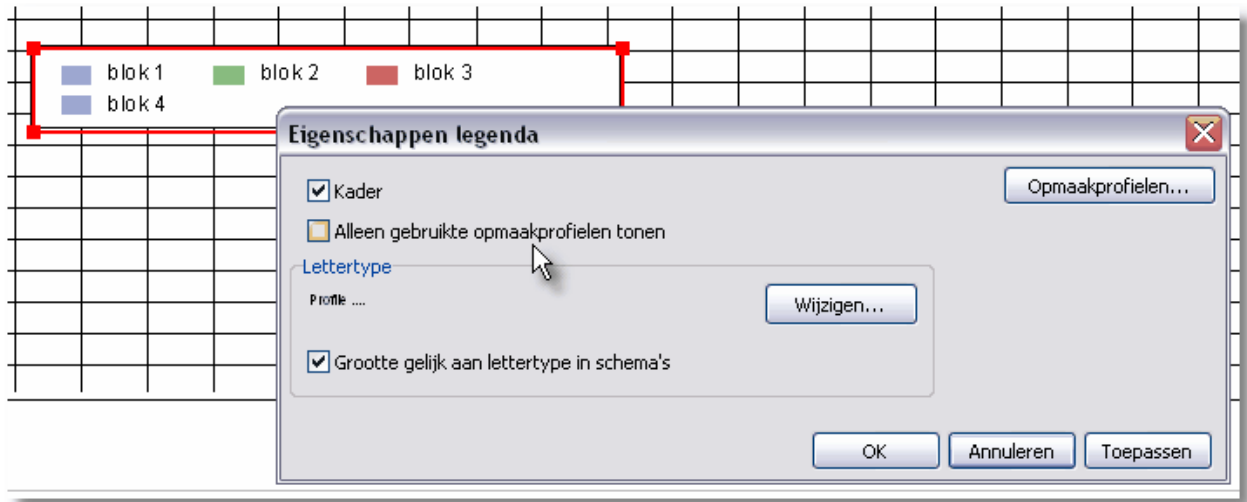 blok 1 blok 2 blok 3
blok 4
Eigenschappen legenda
Kader
Opmaakprofielen...
Alleen gebruikte opmaakprofielen tonen
Lettertype
Profile ....
Wijzigen...
Grootte gelijk aan lettertype in schema's
OK Annuleren Toepassen